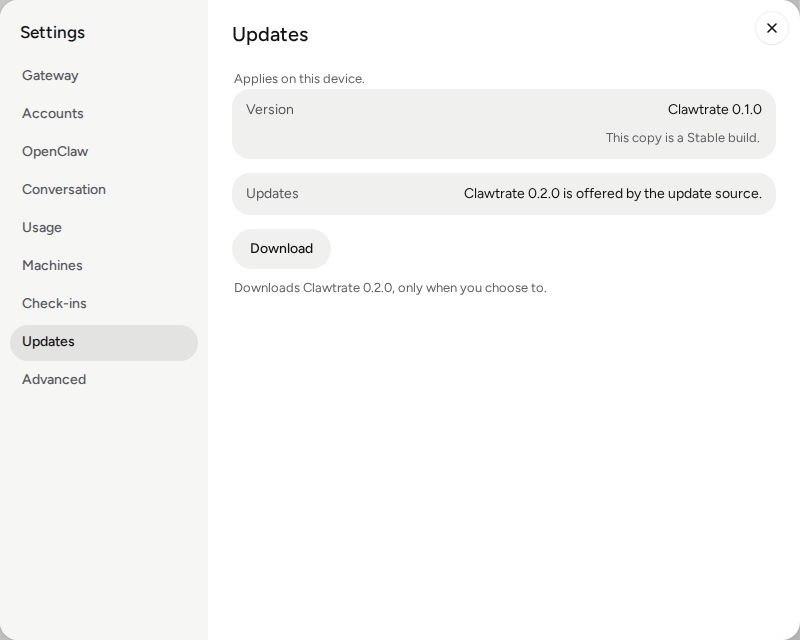 Settings
Gateway
Accounts
OpenClaw
Conversation
Usage
Machines
Check-ins
Updates
Advanced
Updates
Applies on this device.
Version Clawtrate 0.1.0
This copy is a Stable build.
Updates Clawtrate 0.2.0 is offered by the update source.
Download
Downloads Clawtrate 0.2.0, only when you choose to.